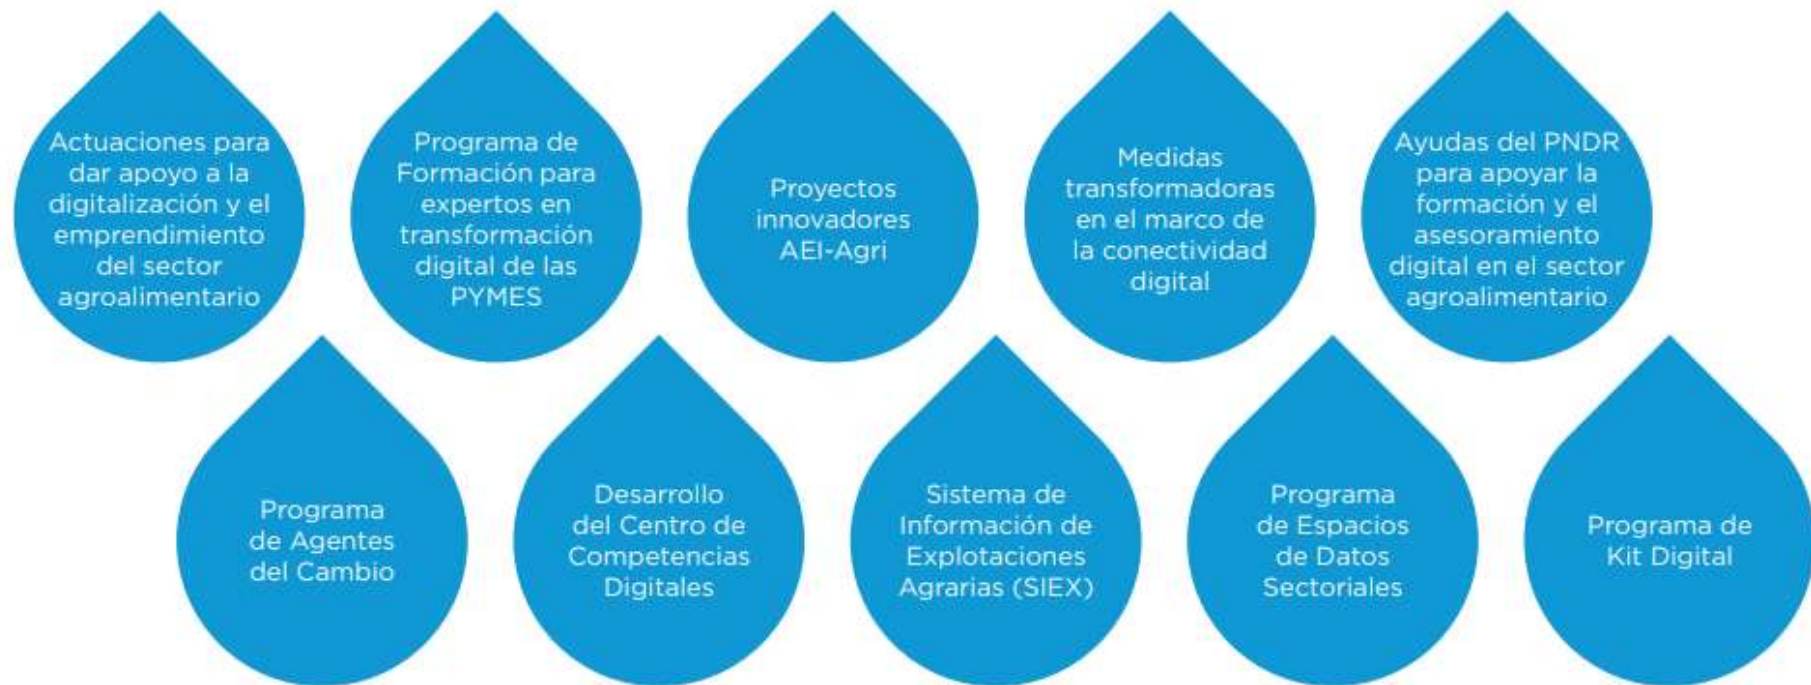 Actuaciones para
dar apoyo a la
digitalización y el
emprendimiento
del sector
agroalimentario
Programa de
Formación para
expertos en
transformación
digital de las
PYMES
Proyectos
innovadores
AEI-Agri
Medidas
transformadoras
en el marco de
la conectividad
digital
Ayudas del PNDR
para apoyar la
formación y el
asesoramiento
digital en el sector
agroalimentario
Programa
de Agentes
del Cambio
Desarrollo
del Centro de
Competencias
Digitales
Sistema de
Información de
Explotaciones
Agrarias (SIEX)
Programa
de Espacios
de Datos
Sectoriales
Programa de
Kit Digital